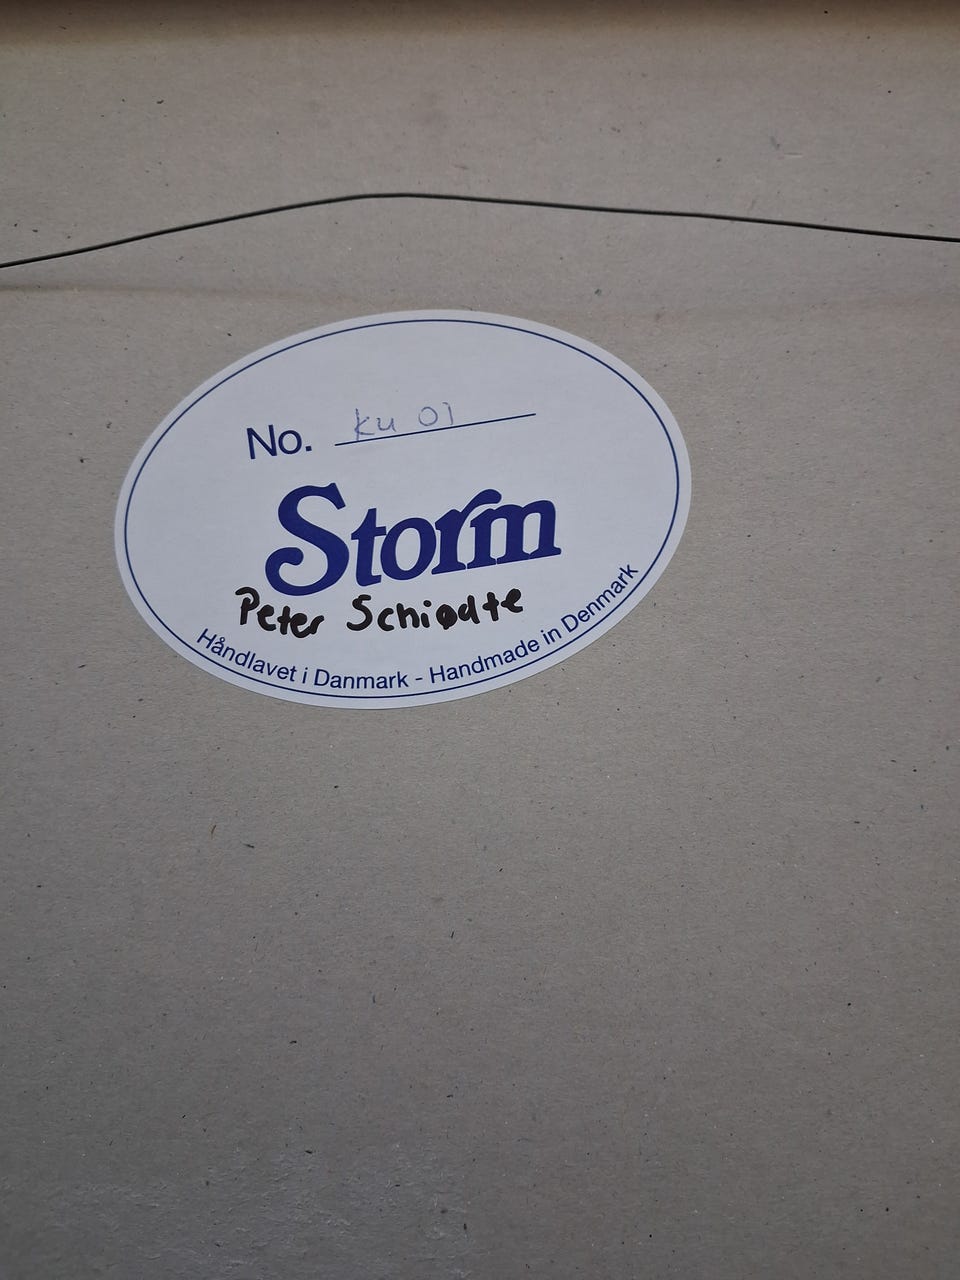 No. Ku 01
Storm
Peter Schiødte
Håndlavet i Danmark - Handmade in Denmark